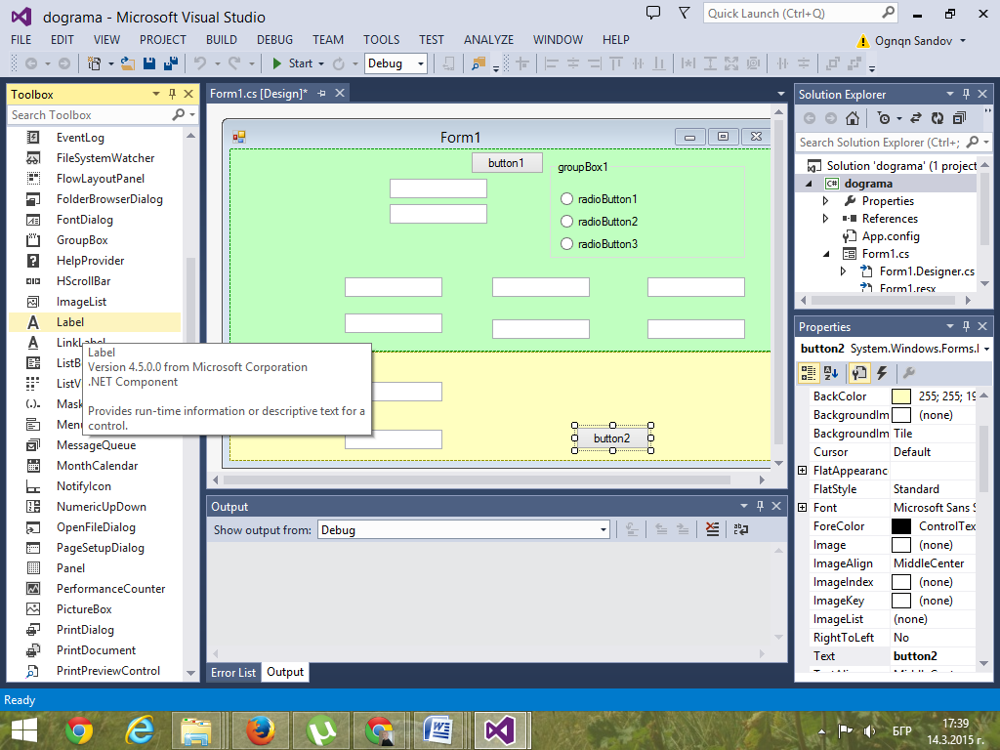 dograma - Microsoft Visual Studio
Quick Launch (Ctrl+Q)
FILE EDIT VIEW PROJECT BUILD DEBUG TEAM TOOLS TEST ANALYZE WINDOW HELP
Ognqn Sandov
Start Debug
Toolbox
Search Toolbox
EventLog
FileSystemWatcher
FlowLayoutPanel
FolderBrowserDialog
FontDialog
GroupBox
HelpProvider
HScrollBar
ImageList
Label
LinkLabel
ListB
ListV
Mask
Menu
MessageQueue
MonthCalendar
NotifyIcon
NumericUpDown
OpenFileDialog
PageSetupDialog
Panel
PerformanceCounter
PictureBox
PrintDialog
PrintDocument
PrintPreviewControl
Label
Version 4.5.0.0 from Microsoft Corporation
.NET Component
Provides run-time information or descriptive text for a
control.
Form1.cs [Design]*
Form1
button1
groupBox1
radioButton1
radioButton2
radioButton3
button2
Output
Show output from: Debug
Error List Output
Solution Explorer
Search Solution Explorer (Ctrl+;
Solution 'dograma' (1 project
C# dograma
Properties
References
App.config
Form1.cs
Form1.Designer.cs
Form1.resx
Properties
button2 System.Windows.Forms.
BackColor 255; 255; 19
BackgroundIm (none)
BackgroundIm Tile
Cursor Default
FlatAppearanc
FlatStyle Standard
Font Microsoft Sans S
ForeColor ControlTex
Image (none)
ImageAlign MiddleCenter
ImageIndex (none)
ImageKey (none)
ImageList (none)
RightToLeft No
Text button2
Ready
БГР
17:39
14.3.2015 г.